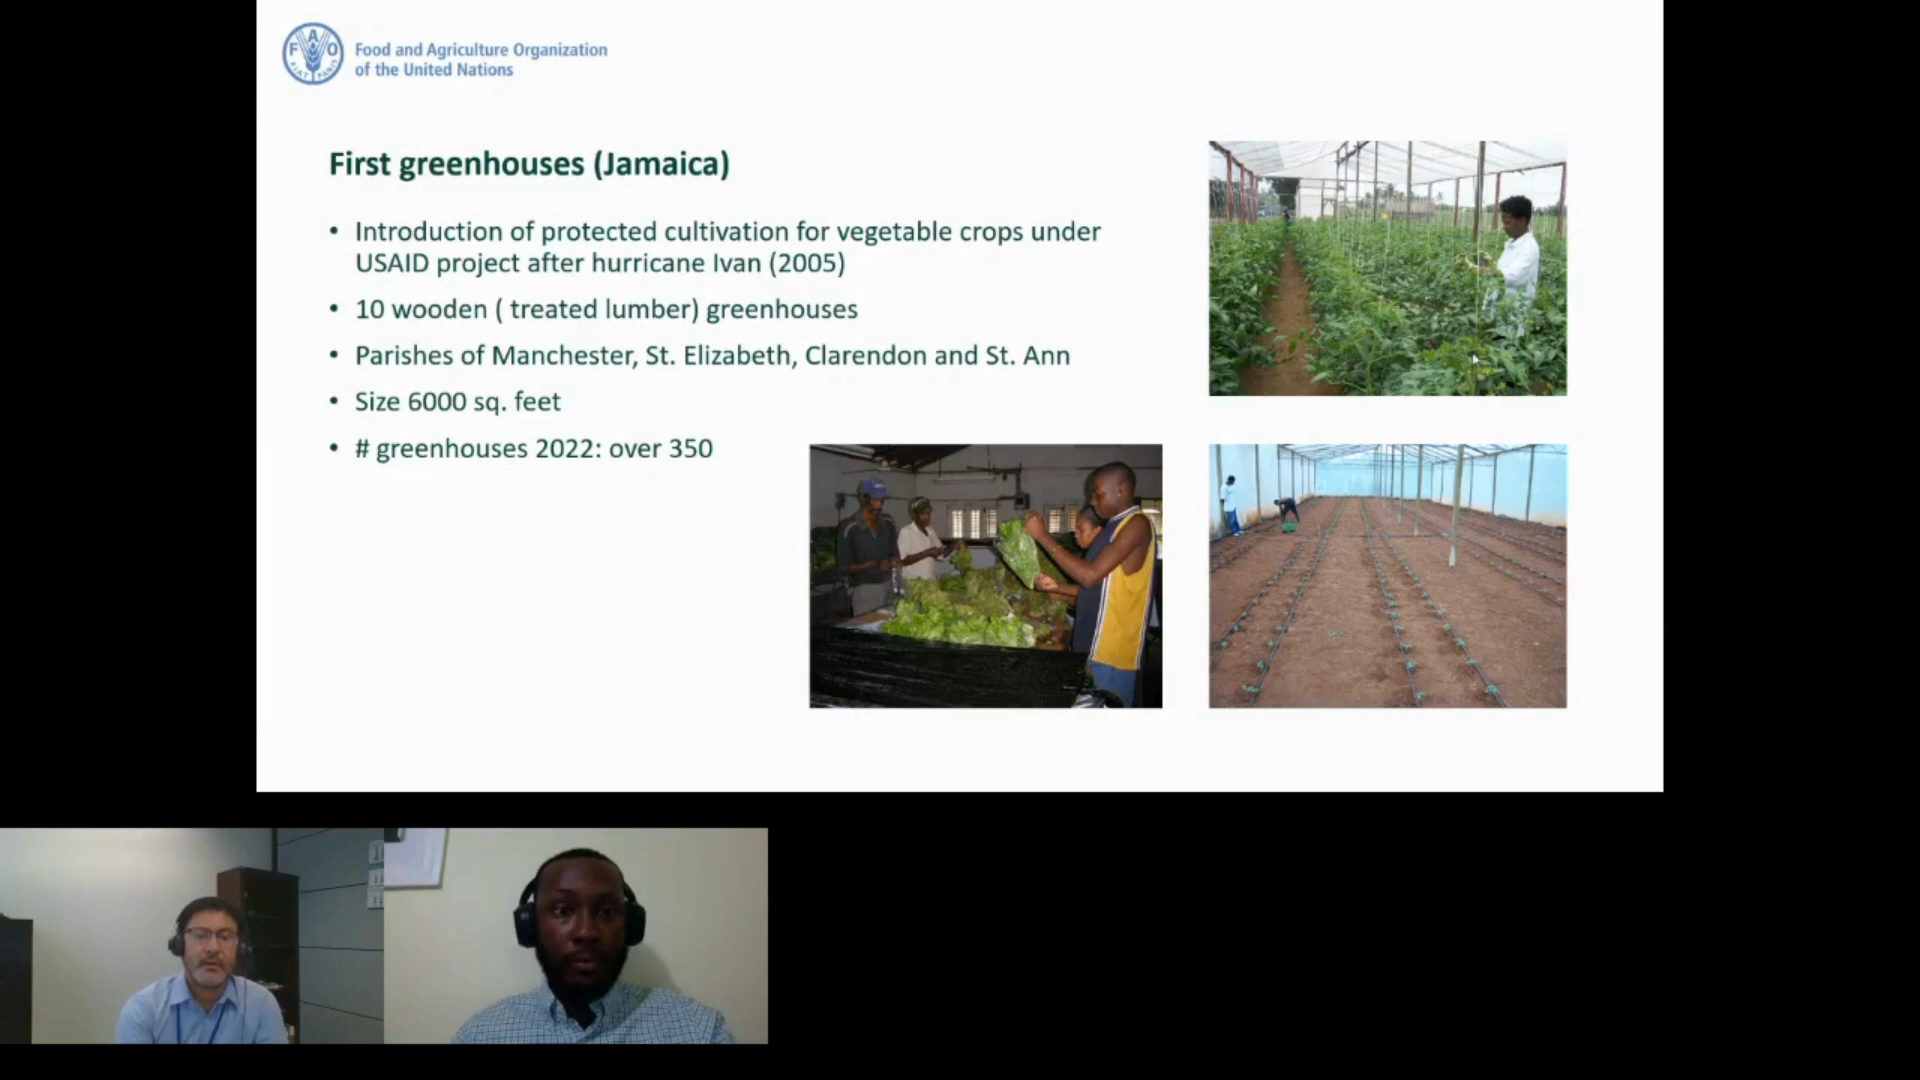 F A O
FIAT PANIS
Food and Agriculture Organization
of the United Nations
First greenhouses (Jamaica)
• Introduction of protected cultivation for vegetable crops under
USAID project after hurricane Ivan (2005)
• 10 wooden ( treated lumber) greenhouses
• Parishes of Manchester, St. Elizabeth, Clarendon and St. Ann
• Size 6000 sq. feet
• # greenhouses 2022: over 350